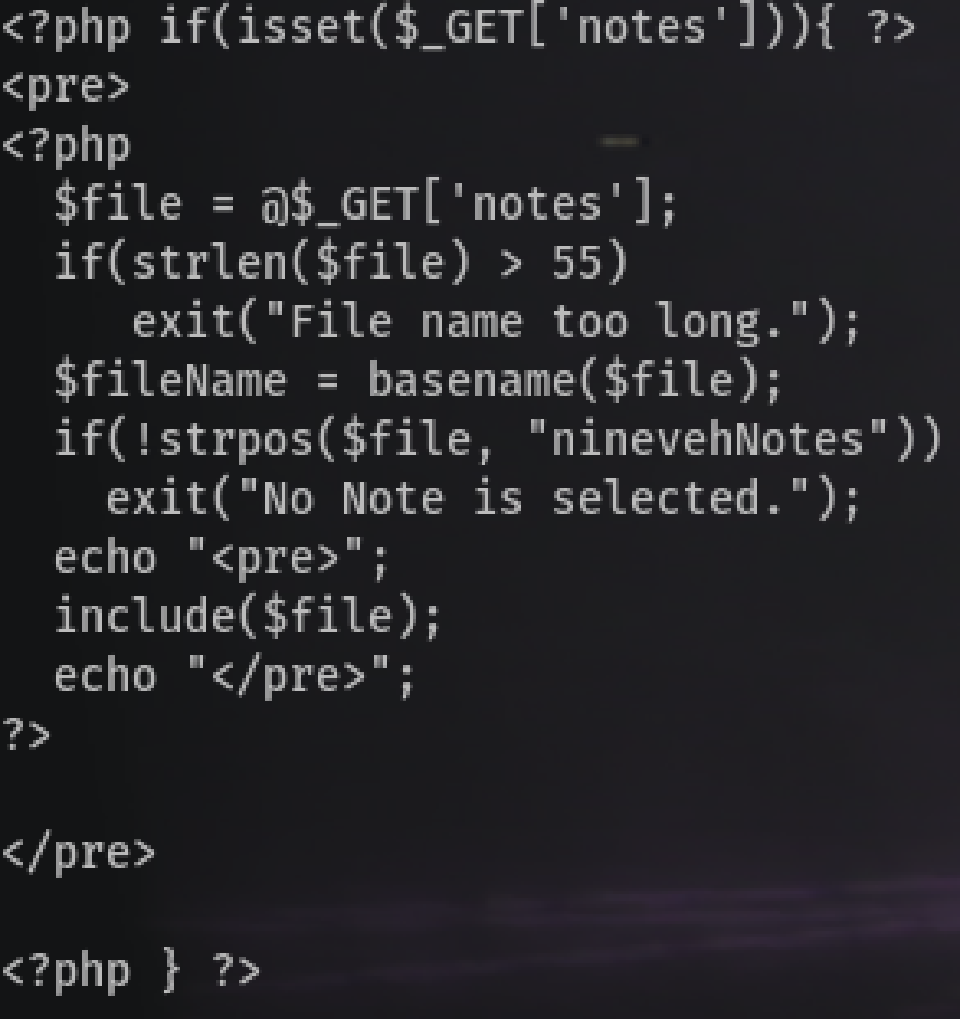 <?php if(isset($_GET['notes'])){ ?>
<pre>
<?php
  $file = @$_GET['notes'];
  if(strlen($file) > 55)
     exit("File name too long.");
  $fileName = basename($file);
  if(!strpos($file, "ninevehNotes"))
    exit("No Note is selected.");
  echo "<pre>";
  include($file);
  echo "</pre>";
?>

</pre>

<?php } ?>